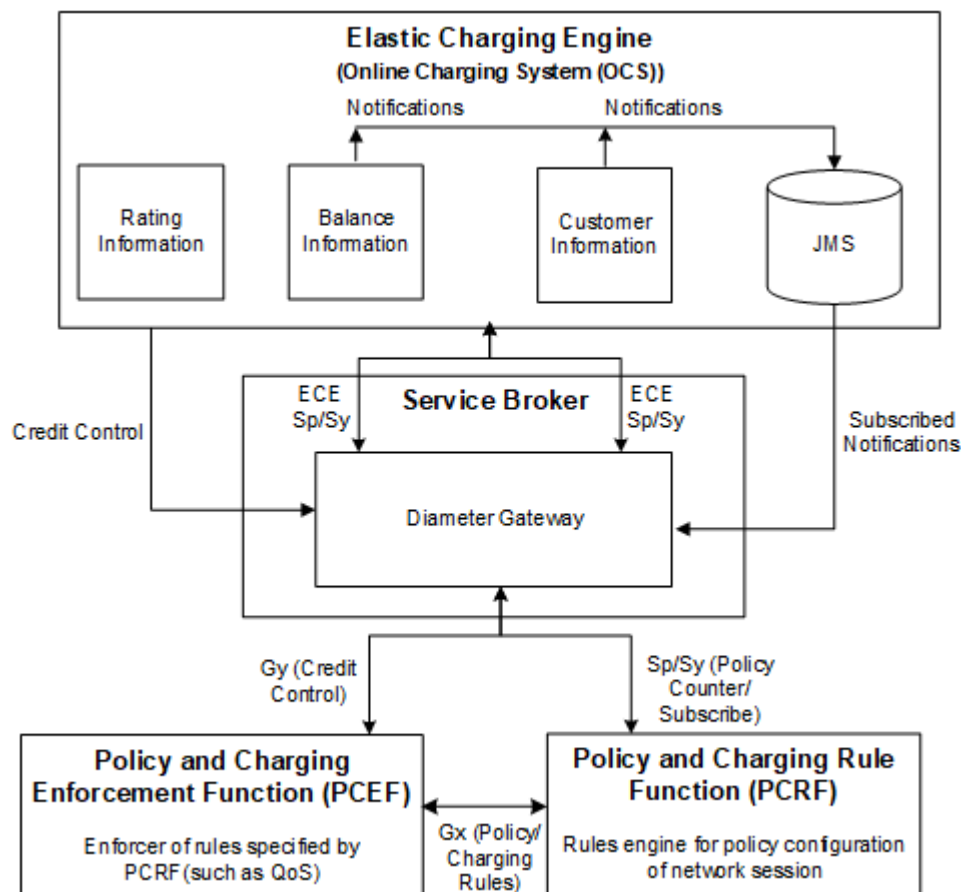 Elastic Charging Engine
(Online Charging System (OCS))
Notifications
Notifications
Rating
Information
Balance
Information
Customer
Information
JMS
ECE
Sp/Sy
Service Broker
ECE
Sp/Sy
Credit Control
Subscribed
Notifications
Diameter Gateway
Gy (Credit
Control)
Sp/Sy (Policy
Counter/
Subscribe)
Policy and Charging
Enforcement Function (PCEF)
Enforcer of rules specified by
PCRF(such as QoS)
Gx (Policy/
Charging
Rules)
Policy and Charging Rule
Function (PCRF)
Rules engine for policy configuration
of network session